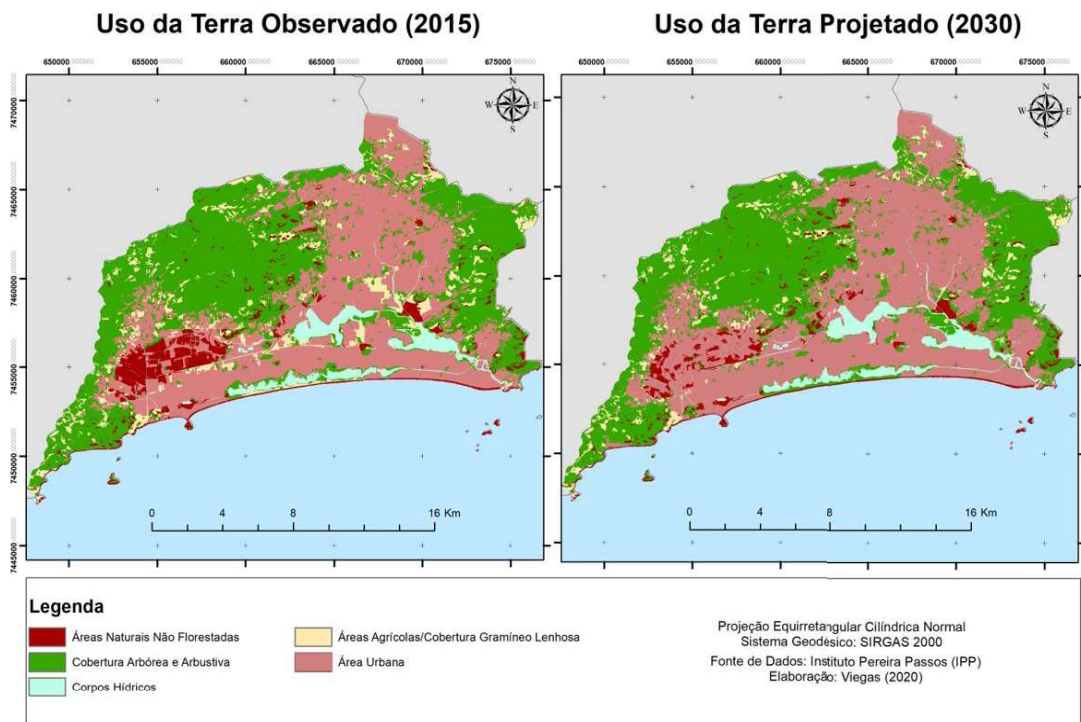 Uso da Terra Observado (2015)
Uso da Terra Projetado (2030)
650000 655000 660000 665000 670000 675000
650000 655000 660000 665000 670000 675000
N
W E
S
N
W E
S
7470000
7465000
7460000
7455000
7450000
7445000
0 4 8 16 Km
0 4 8 16 Km
Legenda
Áreas Naturais Não Florestadas
Áreas Agrícolas/Cobertura Gramíneo Lenhosa
Cobertura Arbórea e Arbustiva
Área Urbana
Corpos Hídricos
Projeção Equirretangular Cilíndrica Normal
Sistema Geodésico: SIRGAS 2000
Fonte de Dados: Instituto Pereira Passos (IPP)
Elaboração: Viegas (2020)